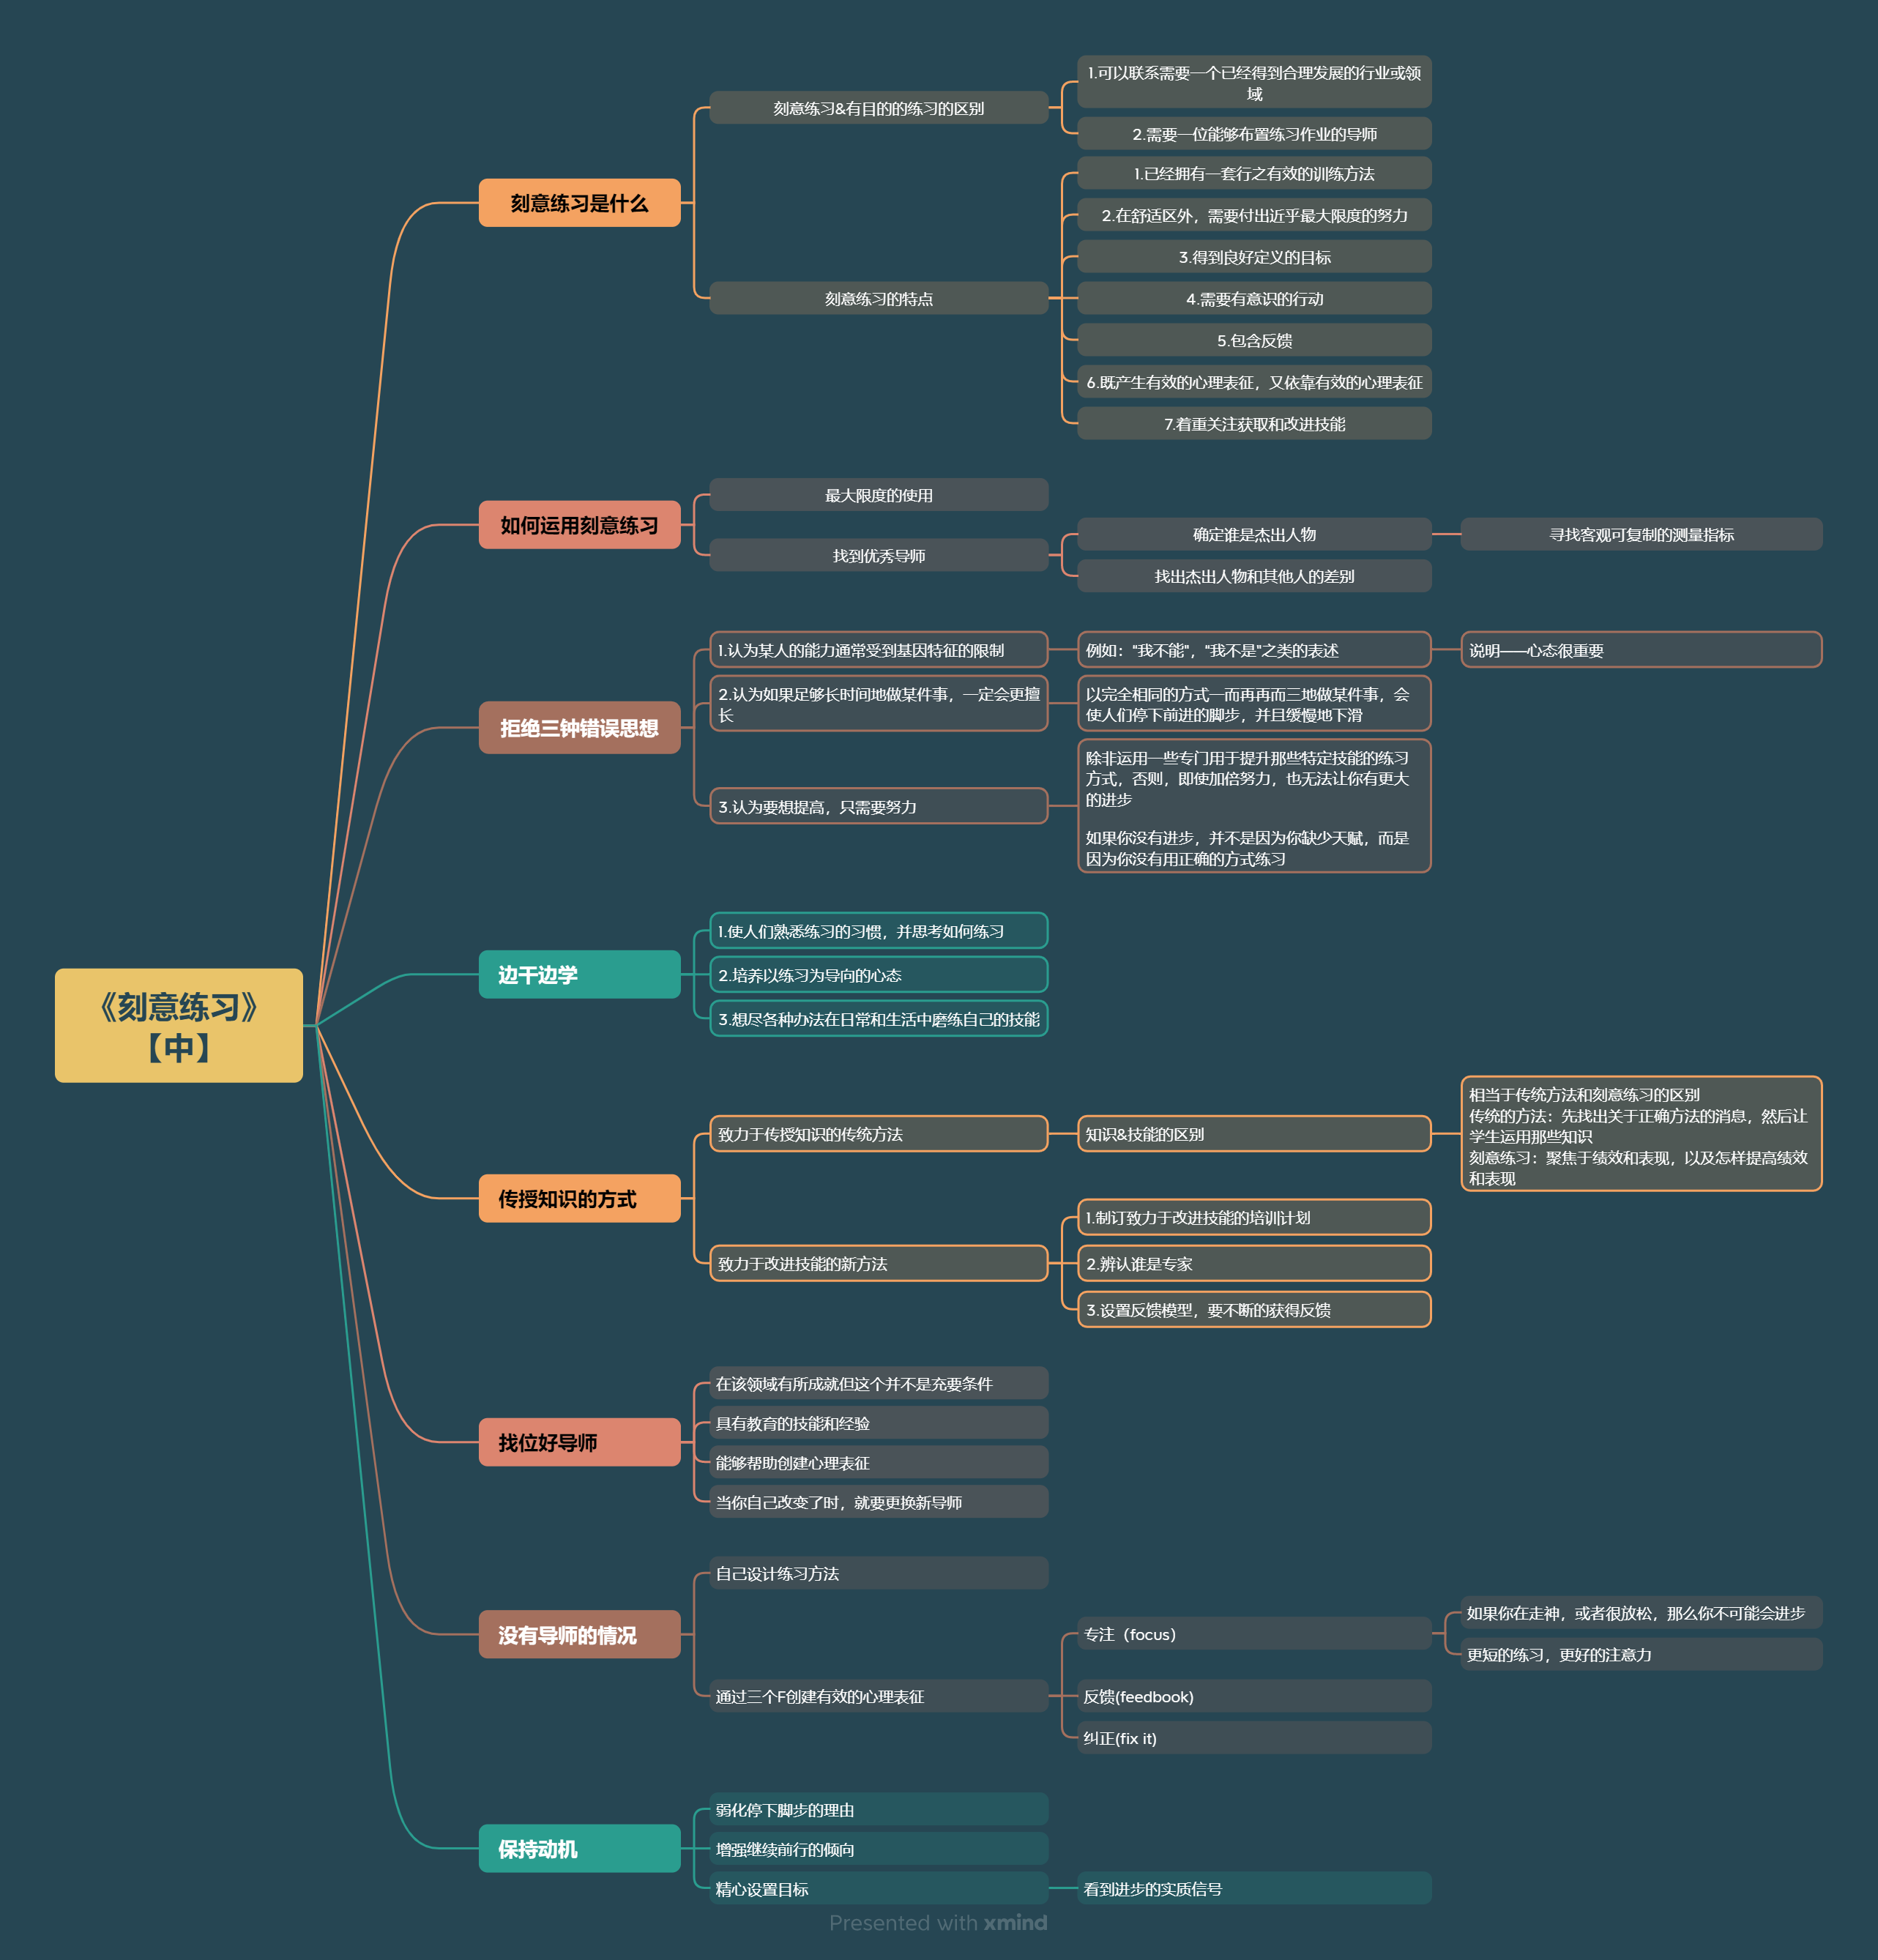 《刻意练习》
【中】
刻意练习是什么
刻意练习&有目的的练习的区别
1.可以联系需要一个已经得到合理发展的行业或领
域
2.需要一位能够布置练习作业的导师
刻意练习的特点
1.已经拥有一套行之有效的训练方法
2.在舒适区外，需要付出近乎最大限度的努力
3.得到良好定义的目标
4.需要有意识的行动
5.包含反馈
6.既产生有效的心理表征，又依靠有效的心理表征
7.着重关注获取和改进技能
如何运用刻意练习
最大限度的使用
找到优秀导师
确定谁是杰出人物
寻找客观可复制的测量指标
找出杰出人物和其他人的差别
拒绝三钟错误思想
1.认为某人的能力通常受到基因特征的限制
例如："我不能"，"我不是"之类的表述
说明——心态很重要
2.认为如果足够长时间地做某件事，一定会更擅
长
以完全相同的方式一而再再而三地做某件事，会
使人们停下前进的脚步，并且缓慢地下滑
3.认为要想提高，只需要努力
除非运用一些专门用于提升那些特定技能的练习
方式，否则，即使加倍努力，也无法让你有更大
的进步
如果你没有进步，并不是因为你缺少天赋，而是
因为你没有用正确的方式练习
边干边学
1.使人们熟悉练习的习惯，并思考如何练习
2.培养以练习为导向的心态
3.想尽各种办法在日常和生活中磨练自己的技能
传授知识的方式
致力于传授知识的传统方法
知识&技能的区别
相当于传统方法和刻意练习的区别
传统的方法：先找出关于正确方法的消息，然后让
学生运用那些知识
刻意练习：聚焦于绩效和表现，以及怎样提高绩效
和表现
致力于改进技能的新方法
1.制订致力于改进技能的培训计划
2.辨认谁是专家
3.设置反馈模型，要不断的获得反馈
找位好导师
在该领域有所成就但这个并不是充要条件
具有教育的技能和经验
能够帮助创建心理表征
当你自己改变了时，就要更换新导师
没有导师的情况
自己设计练习方法
通过三个F创建有效的心理表征
专注（focus）
如果你在走神，或者很放松，那么你不可能会进步
更短的练习，更好的注意力
反馈(feedbook)
纠正(fix it)
保持动机
弱化停下脚步的理由
增强继续前行的倾向
精心设置目标
看到进步的实质信号
Presented with xmind